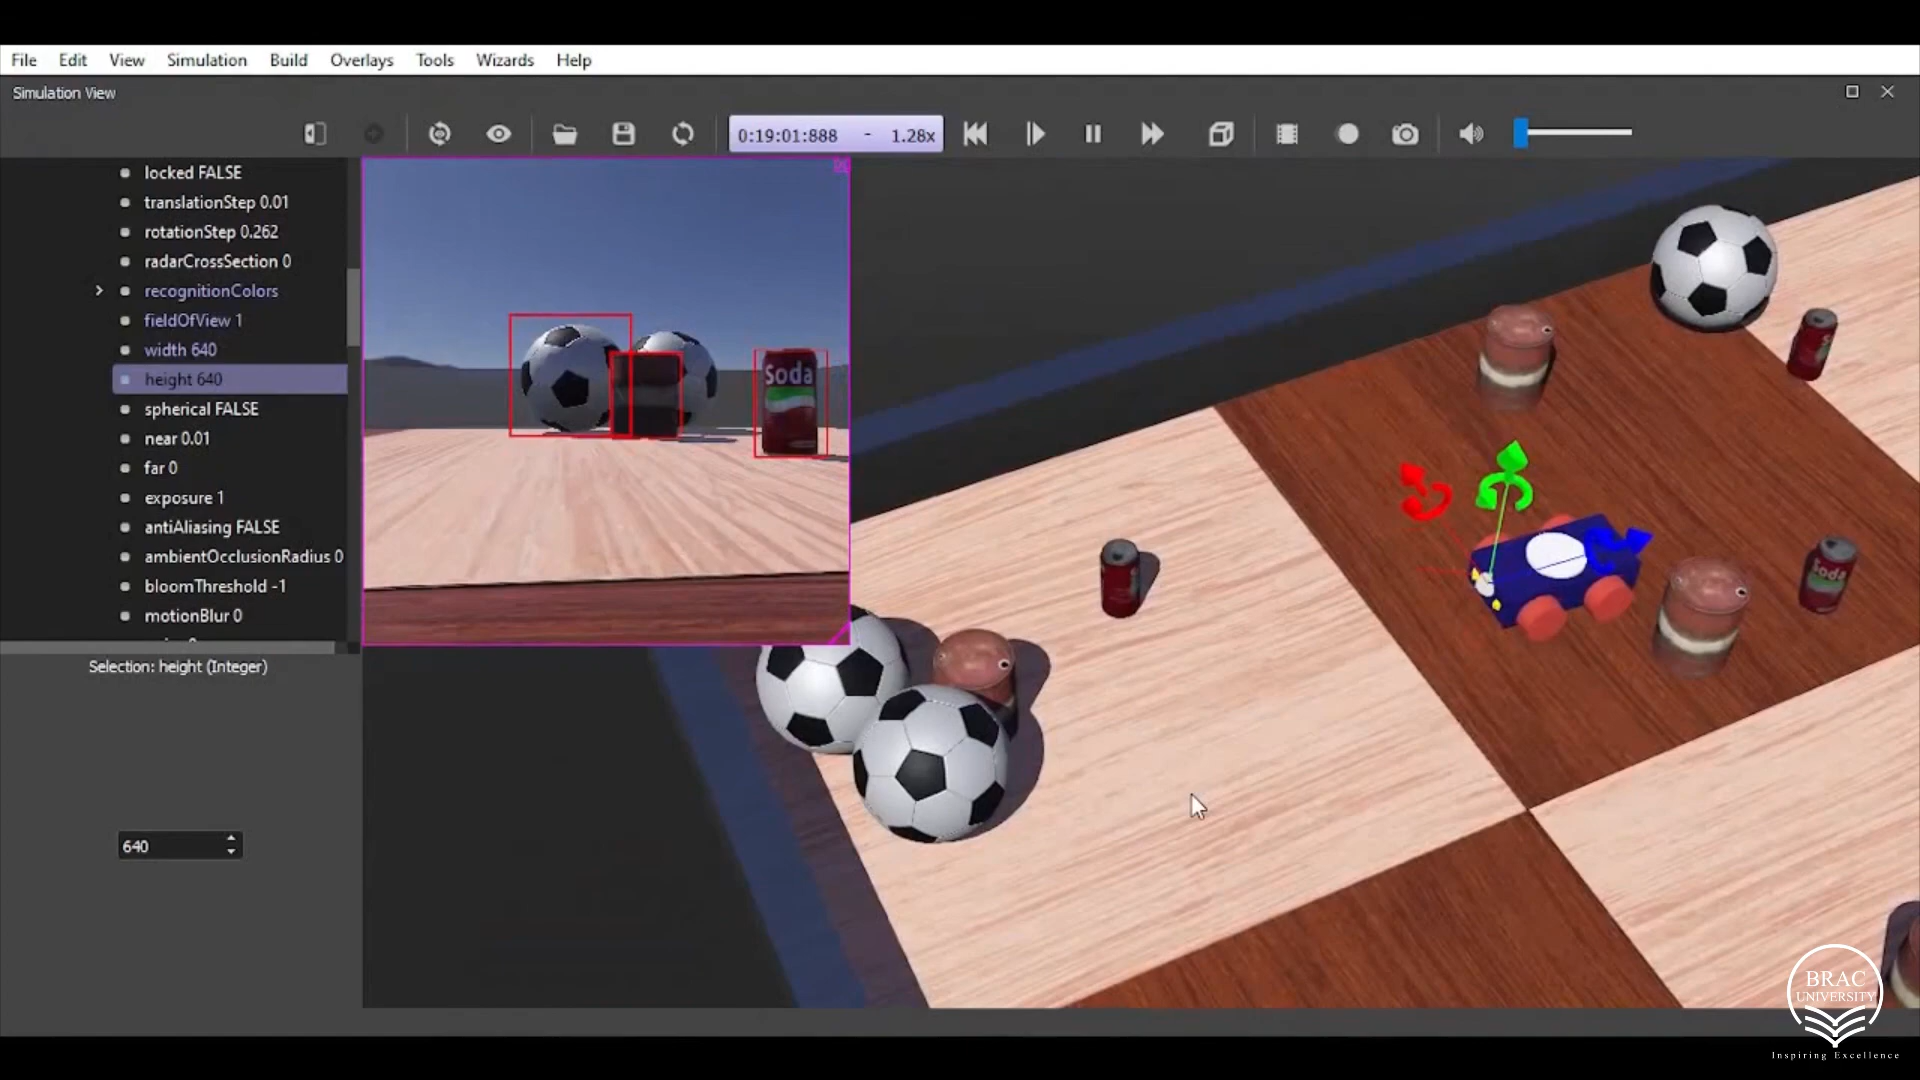 File Edit View Simulation Build Overlays Tools Wizards Help
Simulation View
0:19:01:888 - 1.28x
locked FALSE
translationStep 0.01
rotationStep 0.262
radarCrossSection 0
recognitionColors
fieldOfView 1
width 640
height 640
spherical FALSE
near 0.01
far 0
exposure 1
antiAliasing FALSE
ambientOcclusionRadius 0
bloomThreshold -1
motionBlur 0
Selection: height (Integer)
640
Soda
Soda
BRAC
UNIVERSITY
Inspiring Excellence